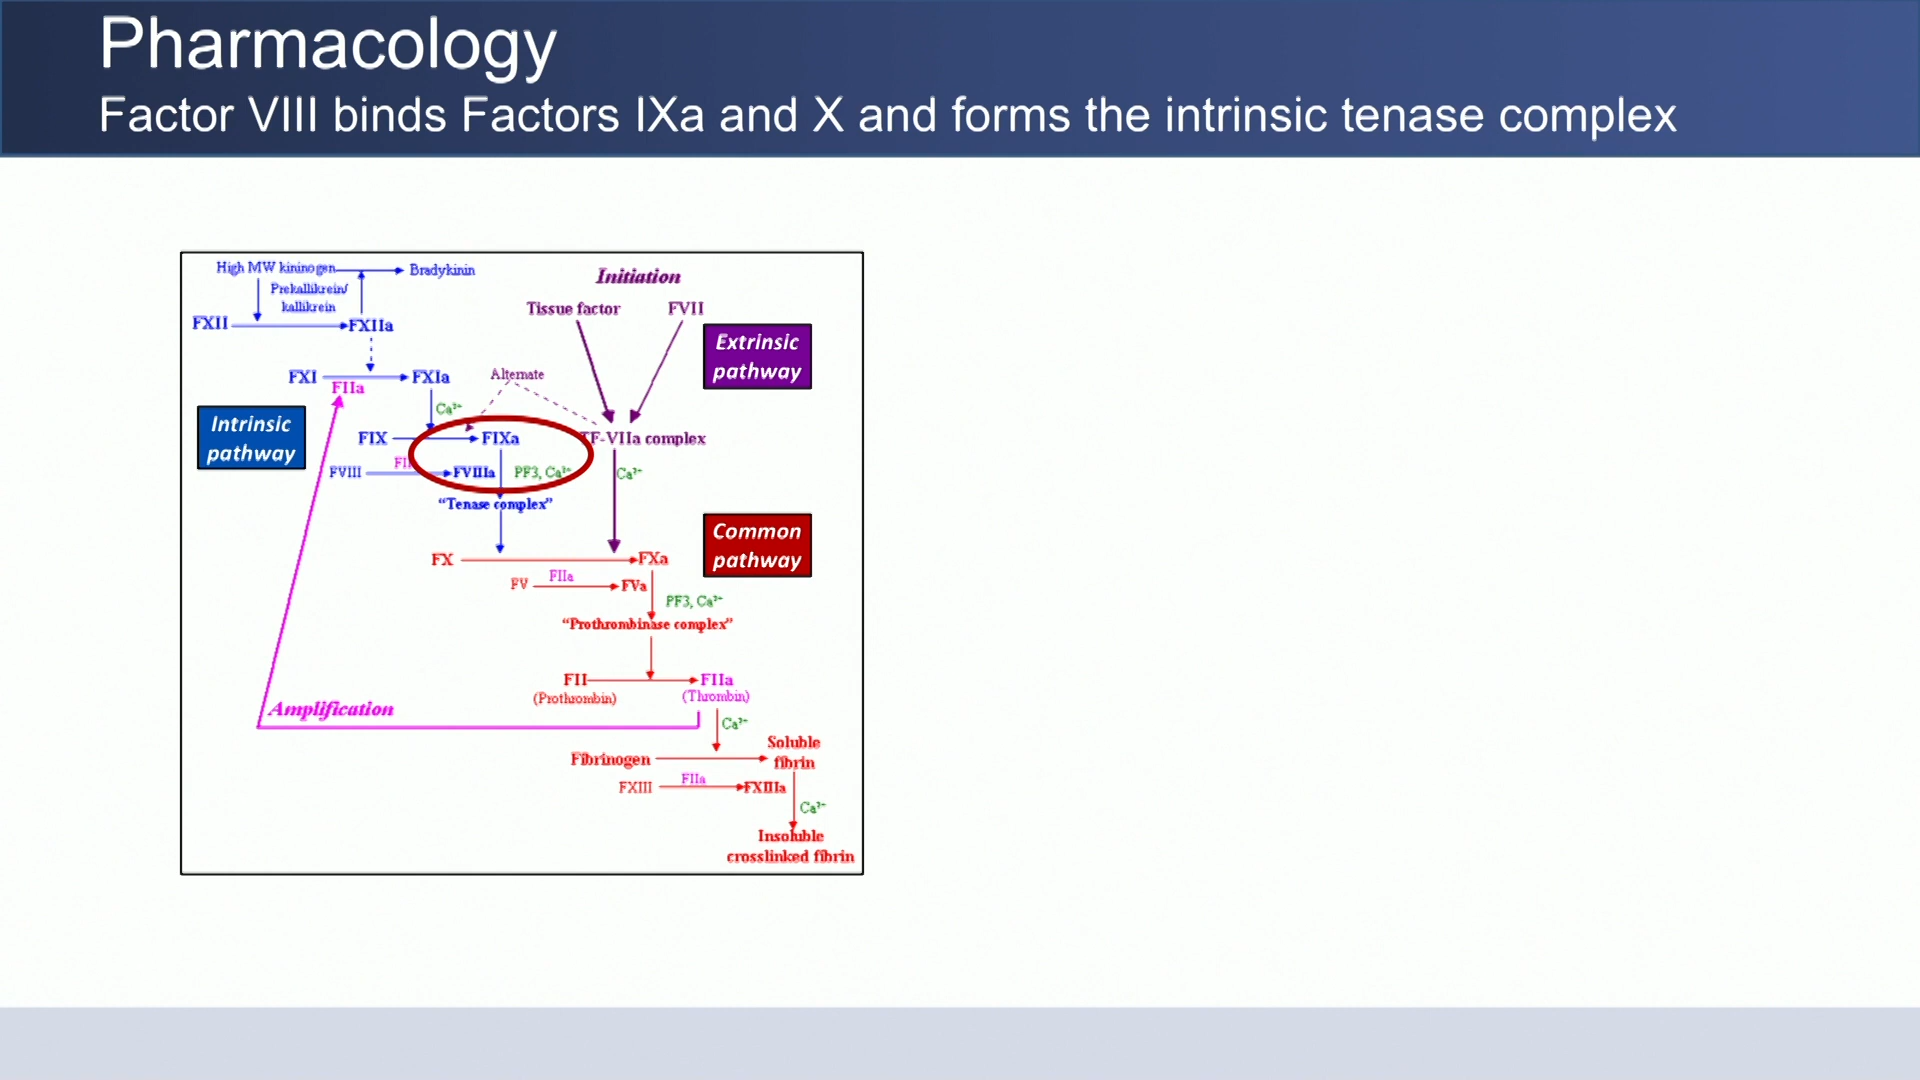 Pharmacology
Factor VIII binds Factors IXa and X and forms the intrinsic tenase complex
High MW kininogen
Bradykinin
Prekallikrein/
kallikrein
FXII
FXIIa
Initiation
Tissue factor
FVII
Extrinsic
pathway
FXI
FXIa
FIIa
Alternate
Ca²⁺
Intrinsic
pathway
FIX
FIXa
TF-VIIa complex
FVIII
FVIIIa
PF3, Ca²⁺
Ca²⁺
"Tenase complex"
Common
pathway
FX
FXa
FV
FIIa
FVa
PF3, Ca²⁺
"Prothrombinase complex"
FII
FIIa
(Prothrombin)
(Thrombin)
Amplification
Ca²⁺
Fibrinogen
Soluble
fibrin
FXIII
FIIa
FXIIIa
Ca²⁺
Insoluble
crosslinked fibrin